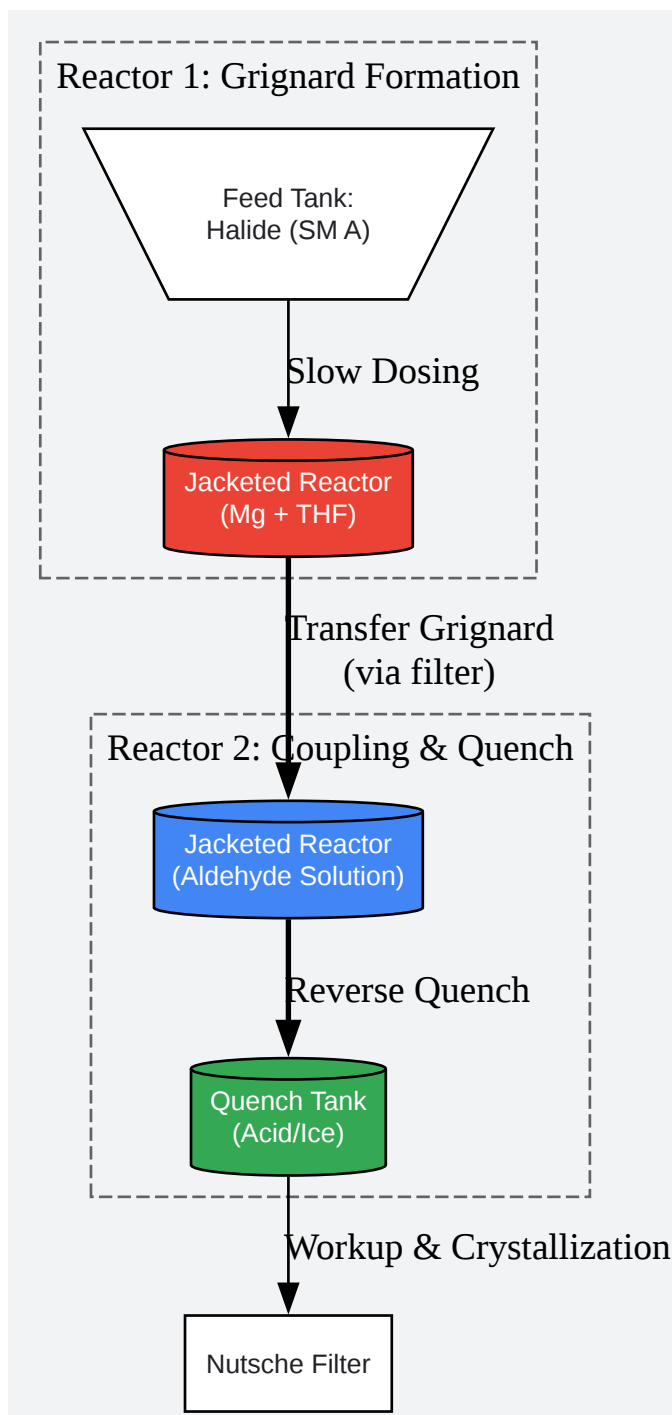 Reactor 1: Grignard Formation
Feed Tank:
Halide (SM A)
Slow Dosing
Jacketed Reactor
(Mg + THF)
Transfer Grignard
(via filter)
Reactor 2: Coupling & Quench
Jacketed Reactor
(Aldehyde Solution)
Reverse Quench
Quench Tank
(Acid/Ice)
Workup & Crystallization
Nutsche Filter